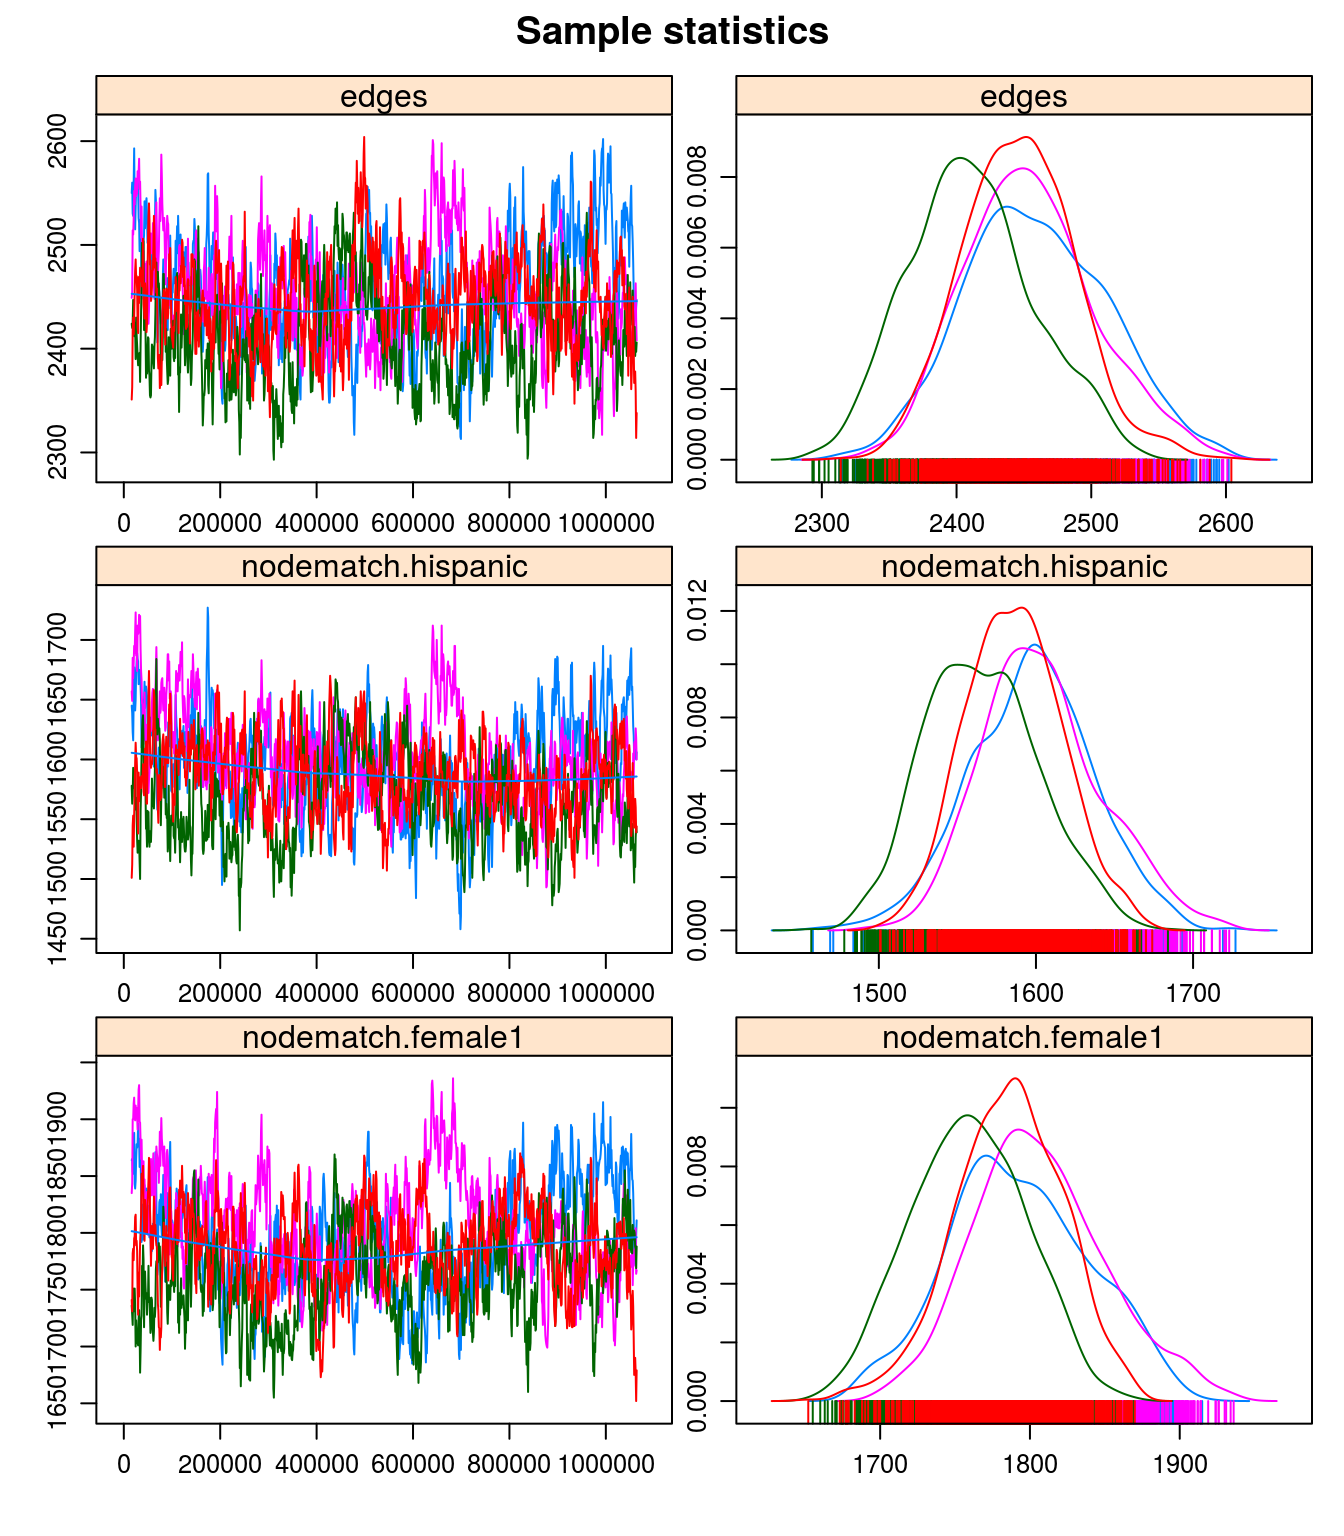 Sample statistics
edges
edges
2300 2400 2500 2600
0.000 0.002 0.004 0.006 0.008
0 200000 400000 600000 800000 1000000
2300 2400 2500 2600
nodematch.hispanic
nodematch.hispanic
1450 1500 1550 1600 1650 1700
0.000 0.004 0.008 0.012
0 200000 400000 600000 800000 1000000
1500 1600 1700
nodematch.female1
nodematch.female1
1650 1700 1750 1800 1850 1900
0.000 0.004 0.008
0 200000 400000 600000 800000 1000000
1700 1800 1900